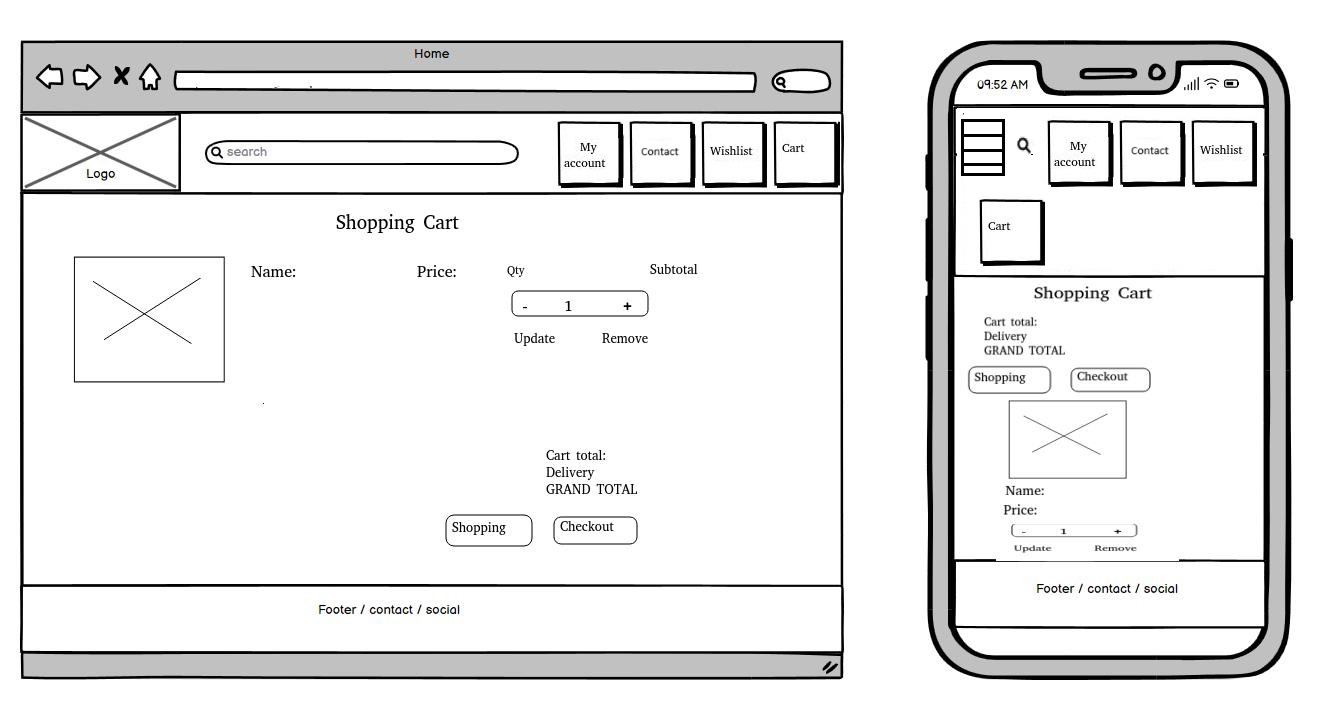 Home
Logo
search
My
account
Contact
Wishlist
Cart
Shopping Cart
Name:
Price:
Qty
Subtotal
- 1 +
Update
Remove
Cart total:
Delivery
GRAND TOTAL
Shopping
Checkout
Footer / contact / social
09:52 AM
My
account
Contact
Wishlist
Cart
Shopping Cart
Cart total:
Delivery
GRAND TOTAL
Shopping
Checkout
Name:
Price:
- 1 +
Update
Remove
Footer / contact / social